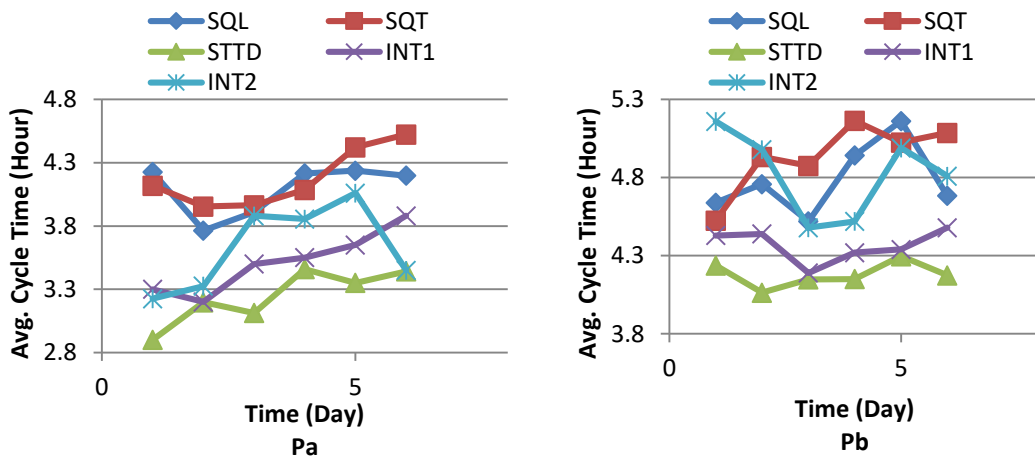 SQL SQT
STTD INT1
INT2
Avg. Cycle Time (Hour)
4.8
4.3
3.8
3.3
2.8
0 5
Time (Day)
Pa
SQL SQT
STTD INT1
INT2
Avg. Cycle Time (Hour)
5.3
4.8
4.3
3.8
0 5
Time (Day)
Pb